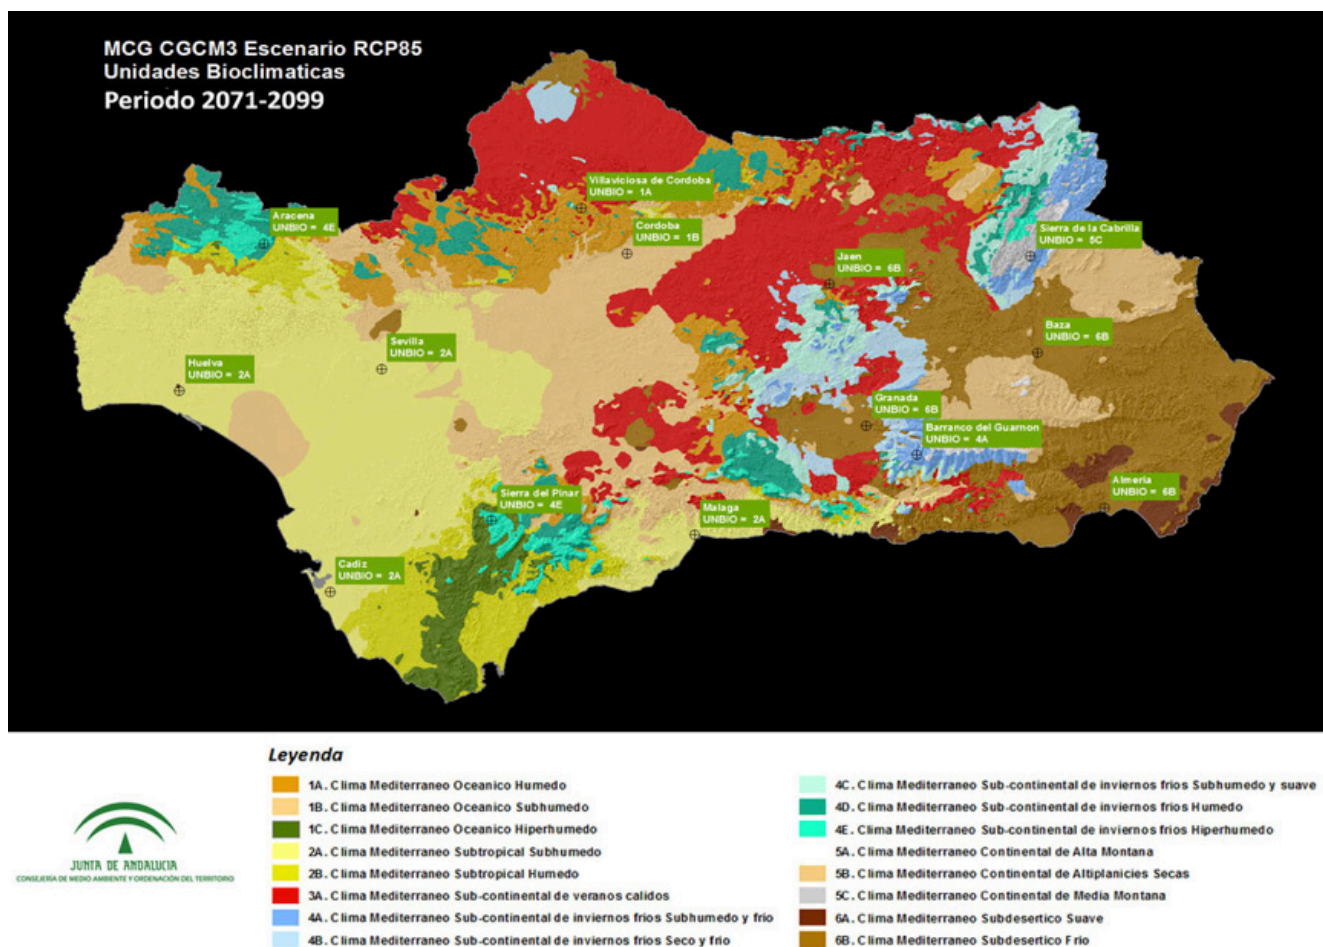 MCG CGCM3 Escenario RCP85
Unidades Bioclimaticas
Periodo 2071-2099
Villaviciosa de Cordoba
UNBIO = 1A
Aracena
UNBIO = 4E
Cordoba
UNBIO = 1B
Sierra de la Cabrilla
UNBIO = 5C
Jaen
UNBIO = 6B
Baza
UNBIO = 6B
Sevilla
UNBIO = 2A
Huelva
UNBIO = 2A
Granada
UNBIO = 6B
Barranco del Guarnon
UNBIO = 4A
Almeria
UNBIO = 6B
Sierra del Pinar
UNBIO = 4E
Malaga
UNBIO = 2A
Cadiz
UNBIO = 2A
Leyenda
1A. Clima Mediterraneo Oceanico Humedo
1B. Clima Mediterraneo Oceanico Subhumedo
1C. Clima Mediterraneo Oceanico Hiperhumedo
2A. Clima Mediterraneo Subtropical Subhumedo
2B. Clima Mediterraneo Subtropical Humedo
3A. Clima Mediterraneo Sub-continental de veranos calidos
4A. Clima Mediterraneo Sub-continental de inviernos frios Subhumedo y frio
4B. Clima Mediterraneo Sub-continental de inviernos frios Seco y frio
4C. Clima Mediterraneo Sub-continental de inviernos frios Subhumedo y suave
4D. Clima Mediterraneo Sub-continental de inviernos frios Humedo
4E. Clima Mediterraneo Sub-continental de inviernos frios Hiperhumedo
5A. Clima Mediterraneo Continental de Alta Montana
5B. Clima Mediterraneo Continental de Altiplanicies Secas
5C. Clima Mediterraneo Continental de Media Montana
6A. Clima Mediterraneo Subdesertico Suave
6B. Clima Mediterraneo Subdesertico Frio
JUNTA DE ANDALUCIA
CONSEJERÍA DE MEDIO AMBIENTE Y ORDENACIÓN DEL TERRITORIO